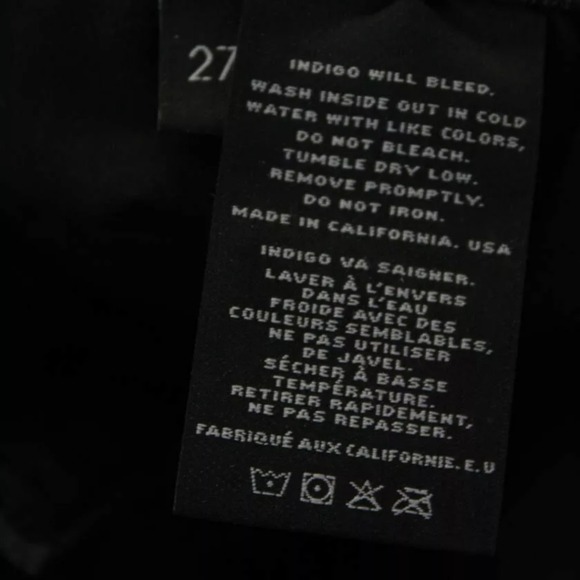 27
INDIGO WILL BLEED.
WASH INSIDE OUT IN COLD
WATER WITH LIKE COLORS,
DO NOT BLEACH.
TUMBLE DRY LOW.
REMOVE PROMPTLY.
DO NOT IRON.
MADE IN CALIFORNIA. USA
INDIGO VA SAIGNER.
LAVER À L'ENVERS
DANS L'EAU
FROIDE AVEC DES
COULEURS SEMBLABLES,
NE PAS UTILISER
DE JAVEL.
SÉCHER À BASSE
TEMPÉRATURE.
RETIRER RAPIDEMENT,
NE PAS REPASSER.
FABRIQUÉ AUX CALIFORNIE. E.U